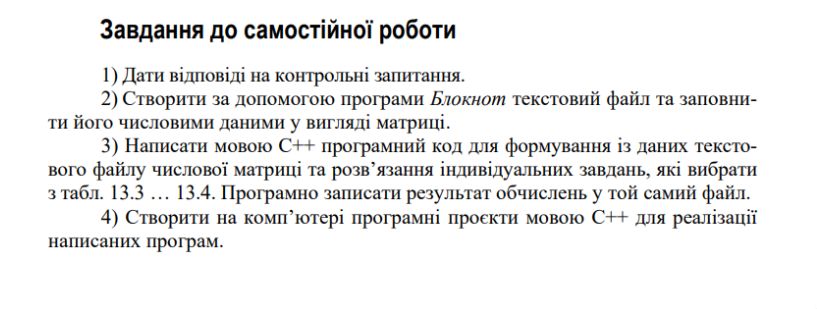 Завдання до самостійної роботи
1) Дати відповіді на контрольні запитання.
2) Створити за допомогою програми Блокнот текстовий файл та заповни-
ти його числовими даними у вигляді матриці.
3) Написати мовою С++ програмний код для формування із даних тексто-
вого файлу числової матриці та розв’язання індивідуальних завдань, які вибрати
з табл. 13.3 … 13.4. Програмно записати результат обчислень у той самий файл.
4) Створити на комп’ютері програмні проєкти мовою С++ для реалізації
написаних програм.